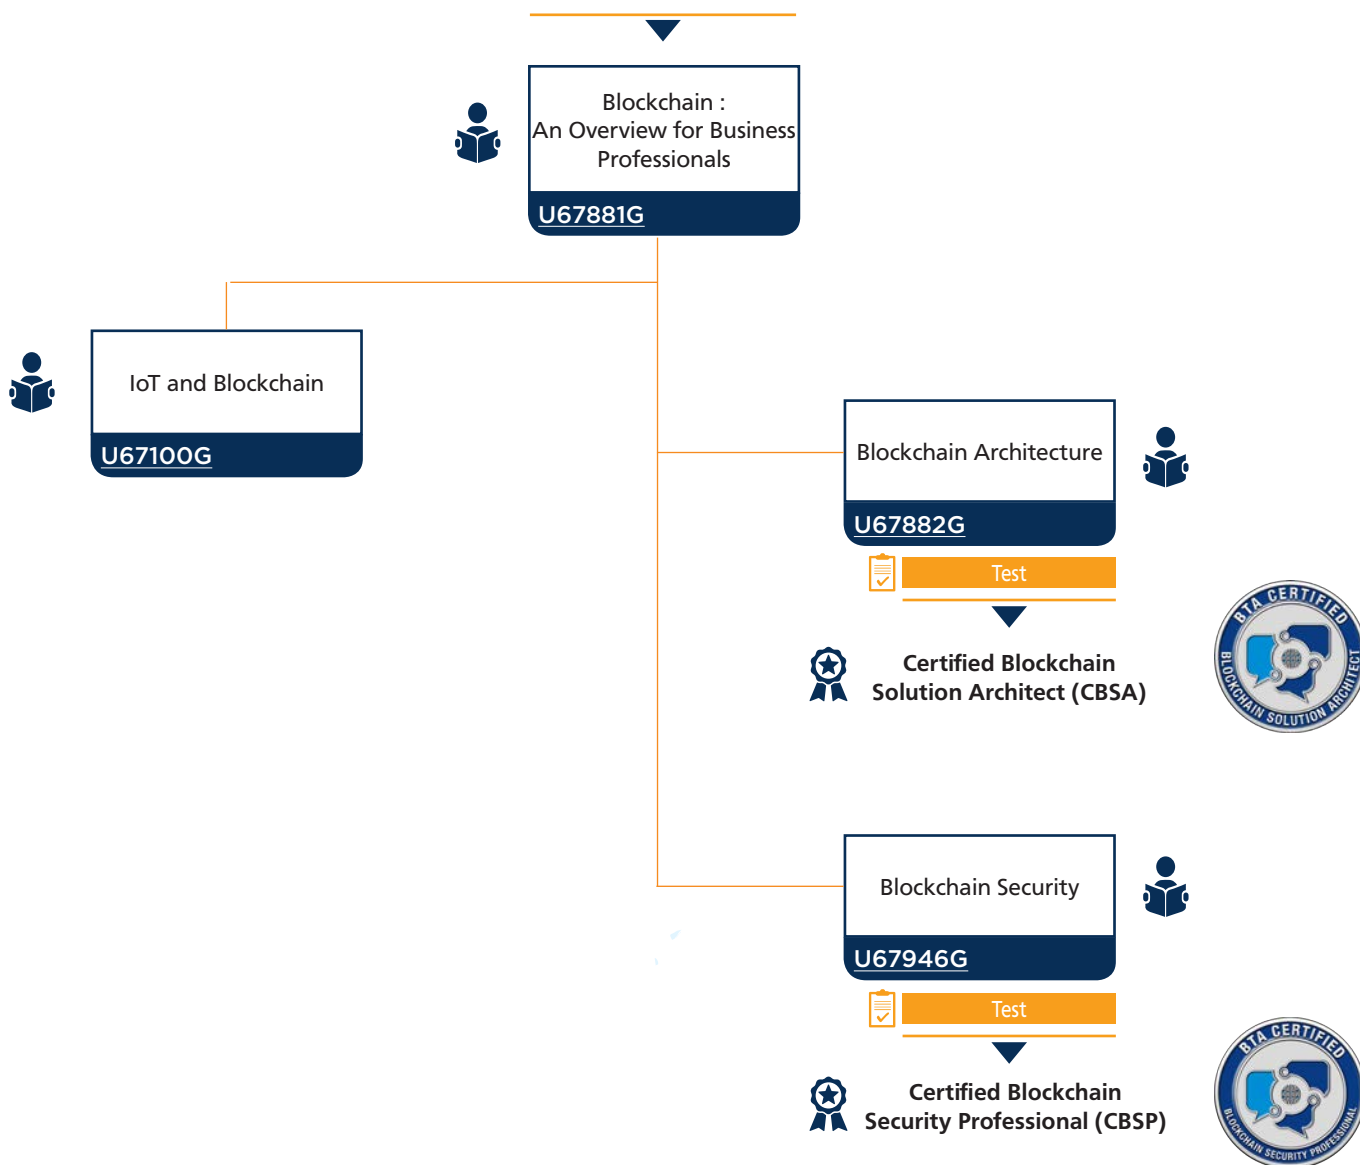 Blockchain :
An Overview for Business
Professionals
U67881G
IoT and Blockchain
U67100G
Blockchain Architecture
U67882G
Test
Certified Blockchain
Solution Architect (CBSA)
BTA CERTIFIED
BLOCKCHAIN SOLUTION ARCHITECT
Blockchain Security
U67946G
Test
Certified Blockchain
Security Professional (CBSP)
BTA CERTIFIED
BLOCKCHAIN SECURITY PROFESSIONAL